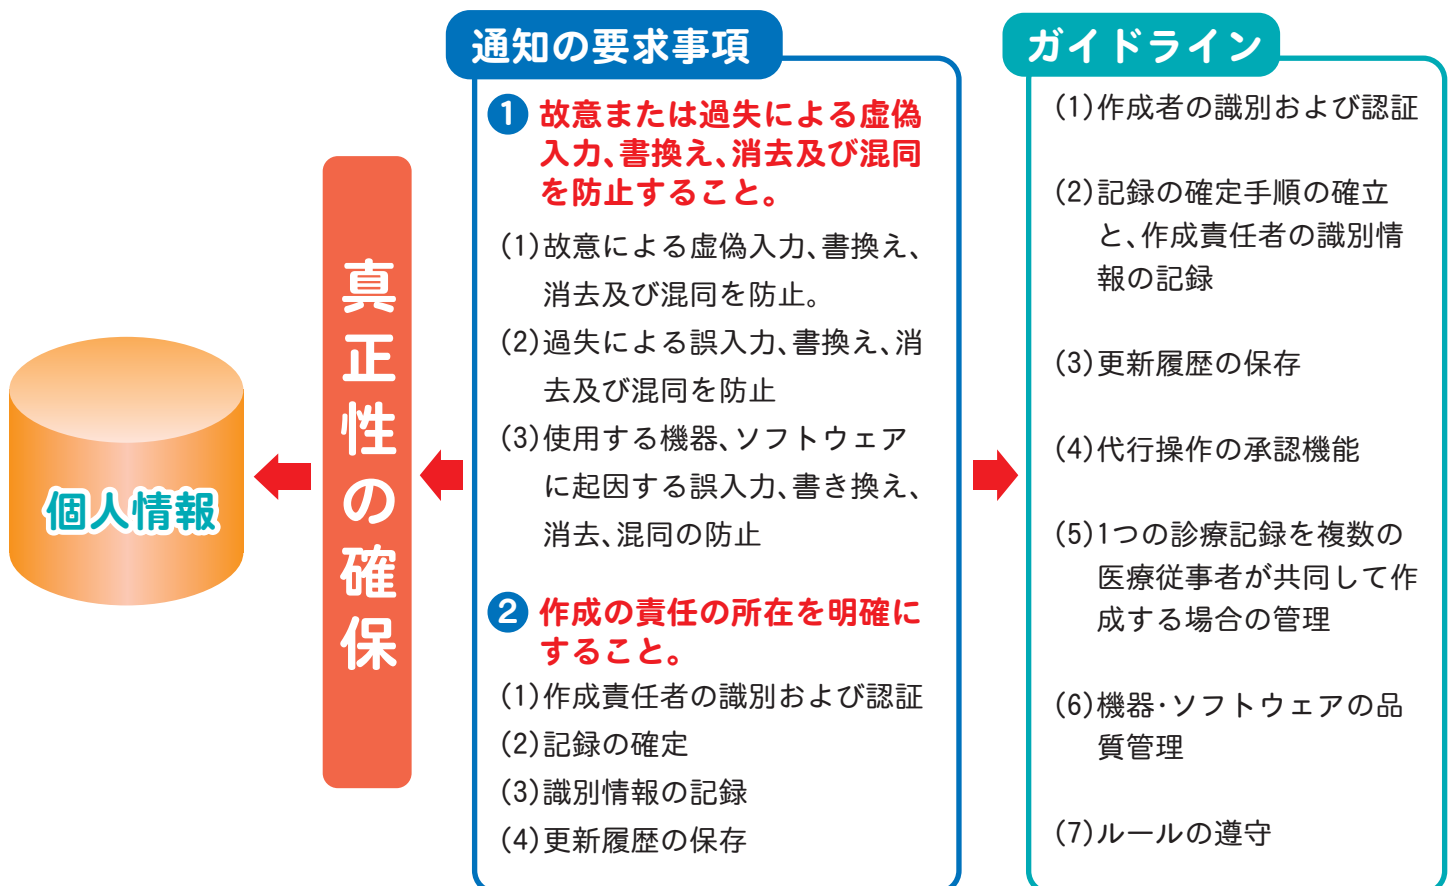 個人情報
真正性の確保
通知の要求事項
1 故意または過失による虚偽
入力、書換え、消去及び混同
を防止すること。
(1)故意による虚偽入力、書換え、
消去及び混同を防止。
(2)過失による誤入力、書換え、消
去及び混同を防止
(3)使用する機器、ソフトウェア
に起因する誤入力、書き換え、
消去、混同の防止
2 作成の責任の所在を明確に
すること。
(1)作成責任者の識別および認証
(2)記録の確定
(3)識別情報の記録
(4)更新履歴の保存
ガイドライン
(1)作成者の識別および認証
(2)記録の確定手順の確立
と、作成責任者の識別情
報の記録
(3)更新履歴の保存
(4)代行操作の承認機能
(5)1つの診療記録を複数の
医療従事者が共同して作
成する場合の管理
(6)機器・ソフトウェアの品
質管理
(7)ルールの遵守